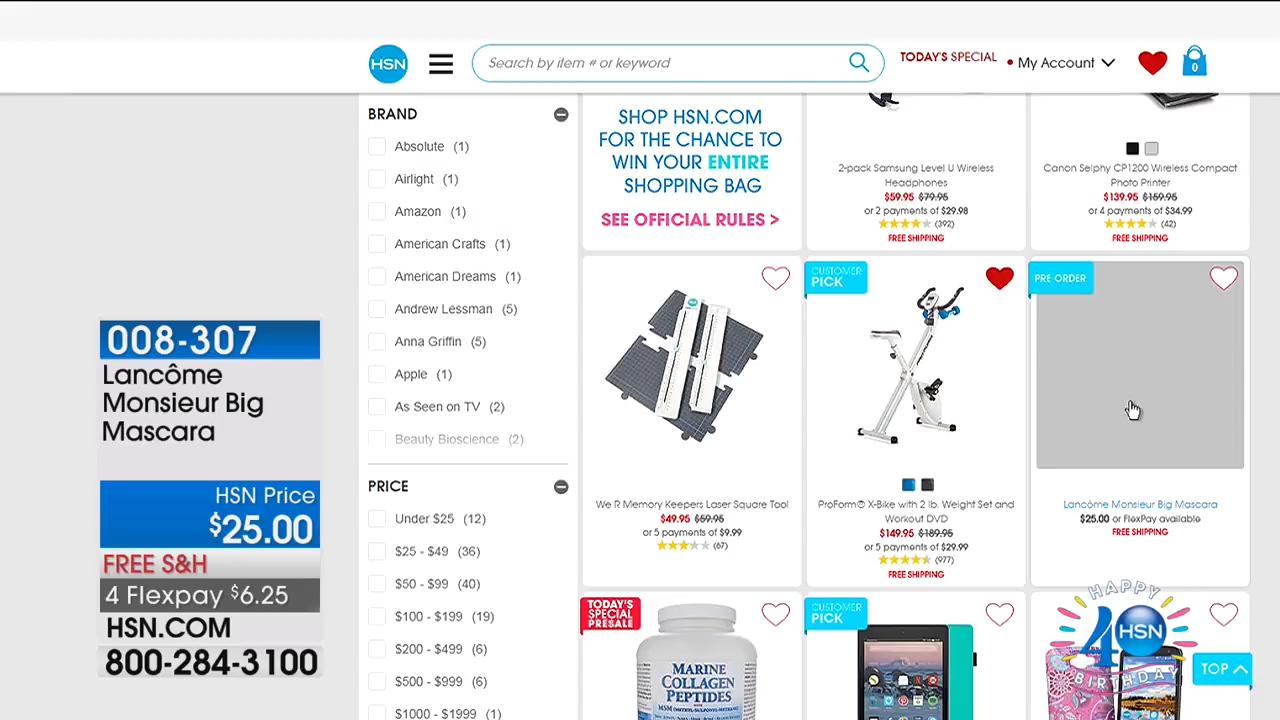 HSN
Search by item # or keyword
TODAY'S SPECIAL
My Account
0
BRAND
Absolute (1)
Airlight (1)
Amazon (1)
American Crafts (1)
American Dreams (1)
Andrew Lessman (5)
Anna Griffin (5)
Apple (1)
As Seen on TV (2)
Beauty Bioscience (2)
PRICE
Under $25 (12)
$25 - $49 (36)
$50 - $99 (40)
$100 - $199 (19)
$200 - $499 (6)
$500 - $999 (6)
$1000 - $1999 (1)
SHOP HSN.COM
FOR THE CHANCE TO
WIN YOUR ENTIRE
SHOPPING BAG
SEE OFFICIAL RULES >
2-pack Samsung Level U Wireless
Headphones
$59.95 $79.95
or 2 payments of $29.98
(392)
FREE SHIPPING
Canon Selphy CP1200 Wireless Compact
Photo Printer
$139.95 $159.95
or 4 payments of $34.99
(42)
FREE SHIPPING
We R Memory Keepers Laser Square Tool
$49.95 $59.95
or 5 payments of $9.99
(67)
CUSTOMER
PICK
ProForm® X-Bike with 2 lb. Weight Set and
Workout DVD
$149.95 $189.95
or 5 payments of $29.99
(977)
FREE SHIPPING
PRE ORDER
Lancôme Monsieur Big Mascara
$25.00 or FlexPay available
FREE SHIPPING
TODAY'S
SPECIAL
PRESALE
MARINE
COLLAGEN
PEPTIDES
CUSTOMER
PICK
HAPPY
40
HSN
BIRTHDAY
TOP
008-307
Lancôme
Monsieur Big
Mascara
HSN Price
$25.00
FREE S&H
4 Flexpay $6.25
HSN.COM
800-284-3100